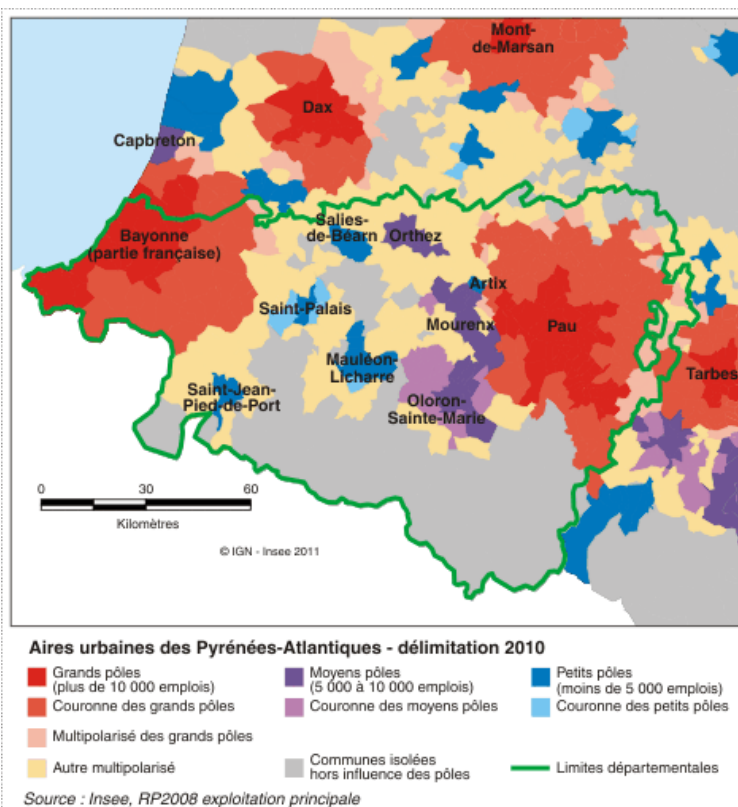 Mont-
de-Marsan
Dax
Capbreton
Bayonne
(partie française)
Salies-
de-Béarn
Orthez
Artix
Saint-Palais
Mourenx
Pau
Mauléon-
Licharre
Tarbes
Saint-Jean-
Pied-de-Port
Oloron-
Sainte-Marie
0 30 60
Kilomètres
© IGN - Insee 2011
Aires urbaines des Pyrénées-Atlantiques - délimitation 2010
Grands pôles
(plus de 10 000 emplois)
Couronne des grands pôles
Multipolarisé des grands pôles
Autre multipolarisé
Moyens pôles
(5 000 à 10 000 emplois)
Couronne des moyens pôles
Communes isolées
hors influence des pôles
Petits pôles
(moins de 5 000 emplois)
Couronne des petits pôles
Limites départementales
Source : Insee, RP2008 exploitation principale